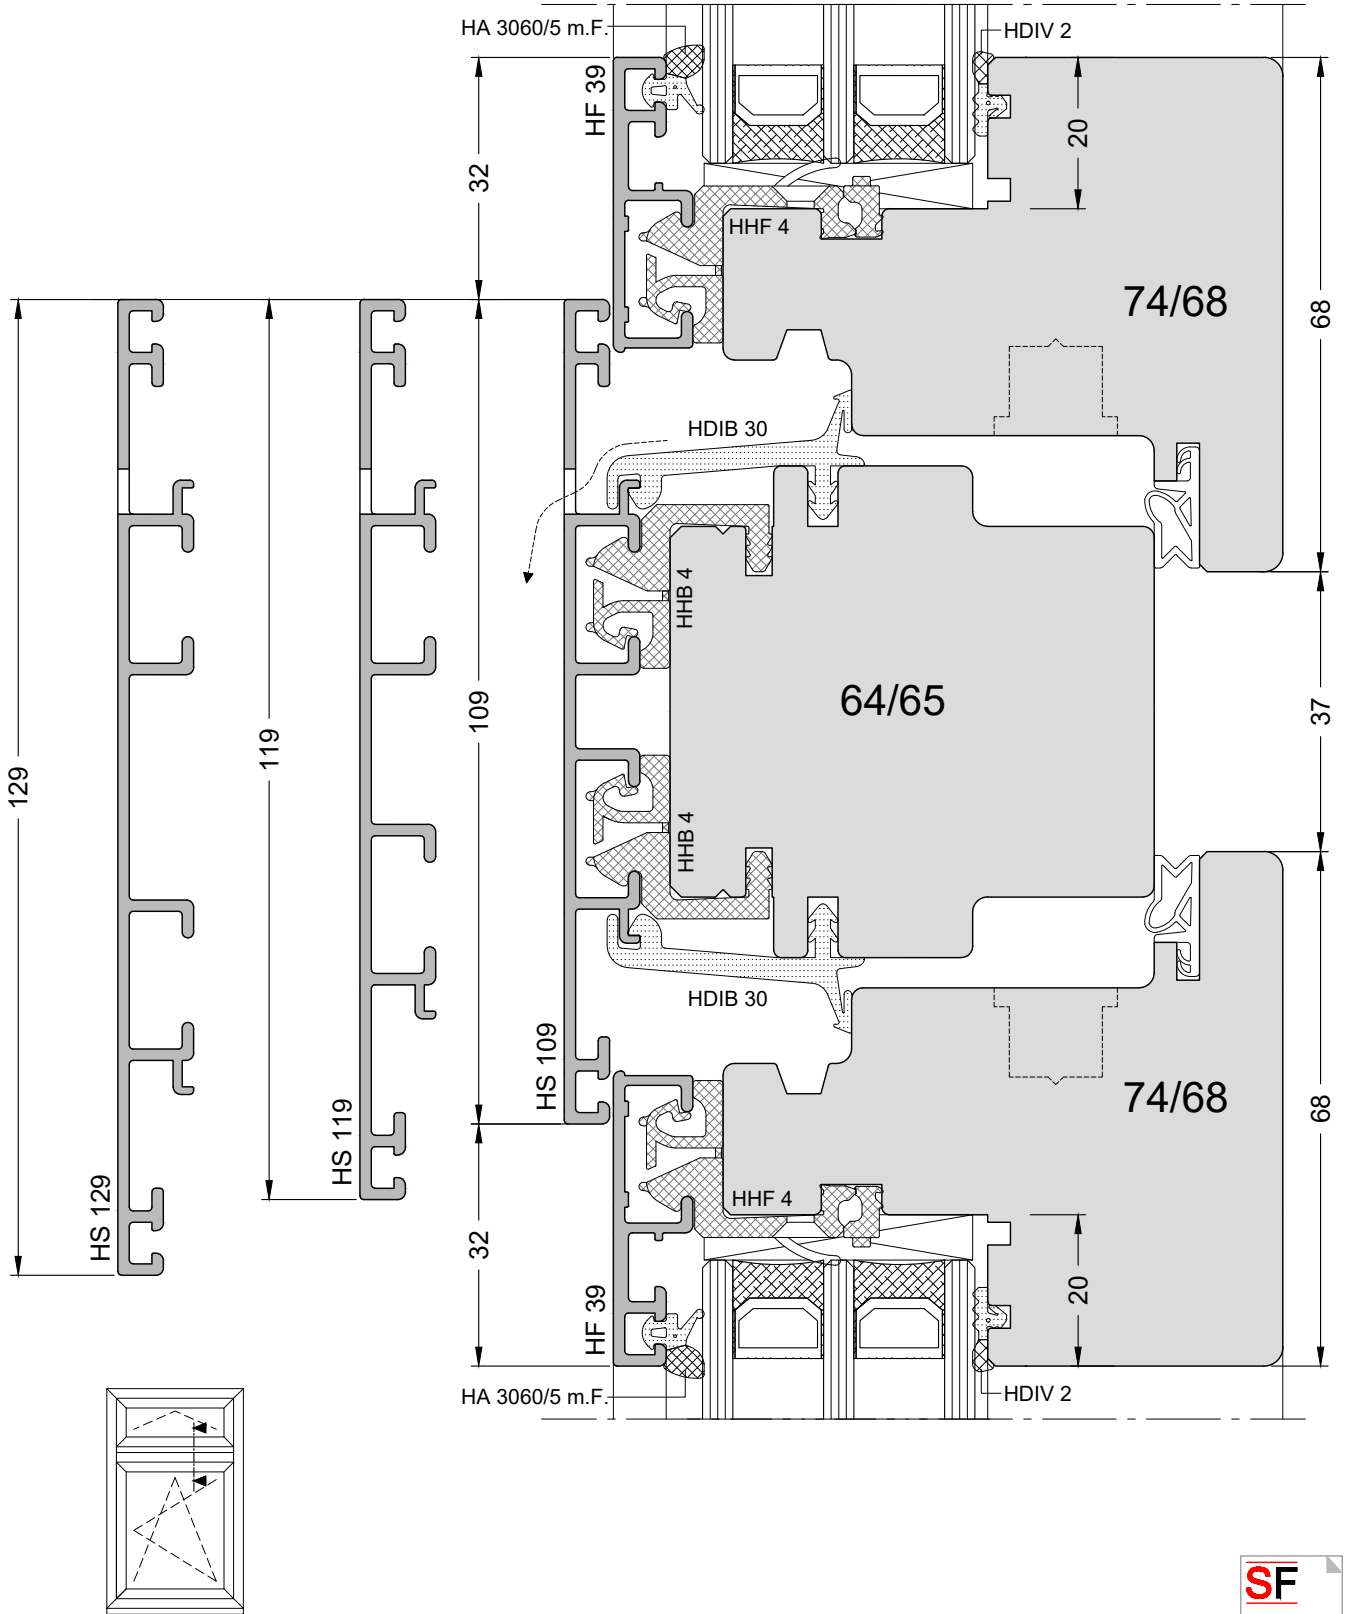 HA 3060/5 m.F.
HDIV 2
HF 39
32
20
HHF 4
74/68
68
HDIB 30
HHB 4
129
119
109
64/65
37
HHB 4
HDIB 30
HS 109
HS 119
HS 129
74/68
68
HHF 4
32
20
HF 39
HA 3060/5 m.F.
HDIV 2
SF